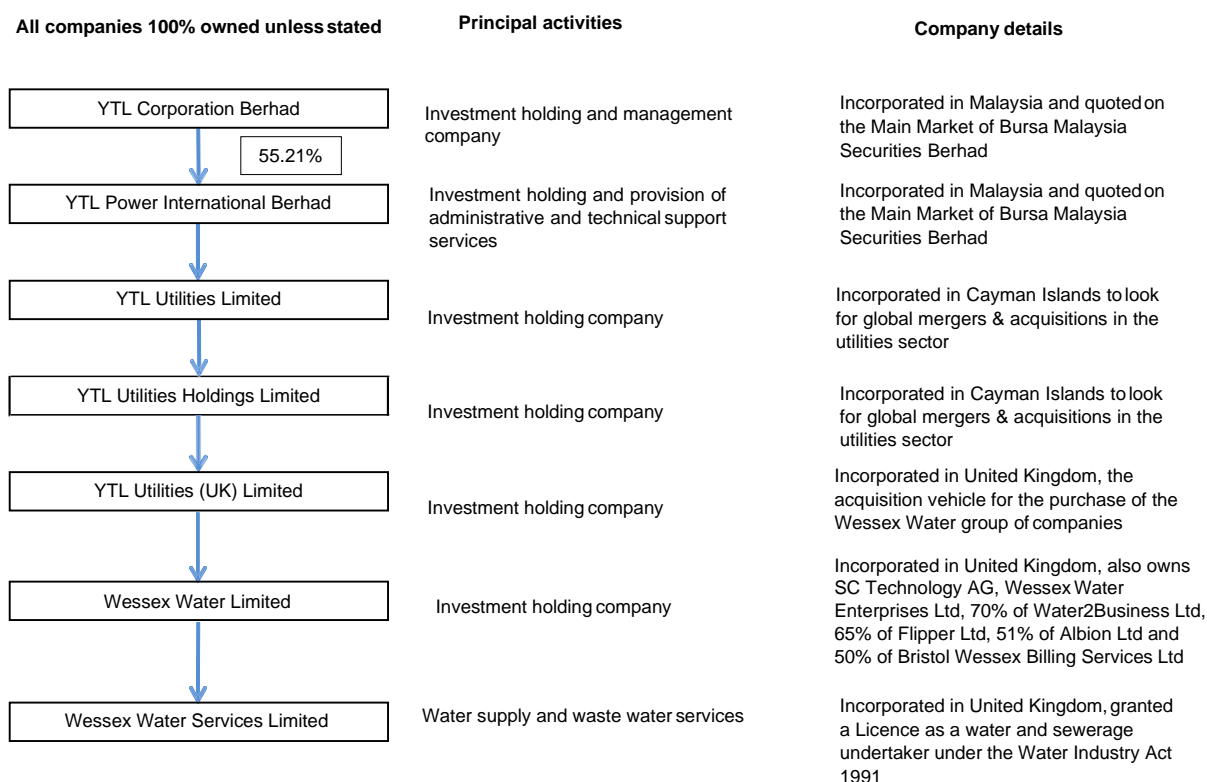 All companies 100% owned unless stated
Principal activities
Company details
YTL Corporation Berhad
Investment holding and management
company
Incorporated in Malaysia and quoted on
the Main Market of Bursa Malaysia
Securities Berhad
55.21%
YTL Power International Berhad
Investment holding and provision of
administrative and technical support
services
Incorporated in Malaysia and quoted on
the Main Market of Bursa Malaysia
Securities Berhad
YTL Utilities Limited
Investment holding company
Incorporated in Cayman Islands to look
for global mergers & acquisitions in the
utilities sector
YTL Utilities Holdings Limited
Investment holding company
Incorporated in Cayman Islands to look
for global mergers & acquisitions in the
utilities sector
YTL Utilities (UK) Limited
Investment holding company
Incorporated in United Kingdom, the
acquisition vehicle for the purchase of the
Wessex Water group of companies
Wessex Water Limited
Investment holding company
Incorporated in United Kingdom, also owns
SC Technology AG, Wessex Water
Enterprises Ltd, 70% of Water2Business Ltd,
65% of Flipper Ltd, 51% of Albion Ltd and
50% of Bristol Wessex Billing Services Ltd
Wessex Water Services Limited
Water supply and waste water services
Incorporated in United Kingdom, granted
a Licence as a water and sewerage
undertaker under the Water Industry Act
1991